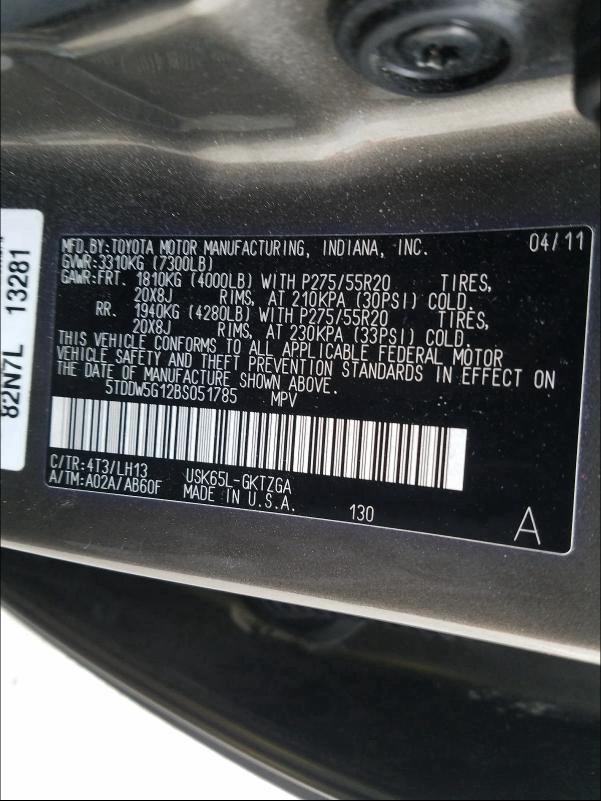 MFD.BY:TOYOTA MOTOR MANUFACTURING, INDIANA, INC. 04/11
GVWR:3310KG (7300LB)
GAWR:FRT. 1810KG (4000LB) WITH P275/55R20 TIRES,
20X8J RIMS, AT 210KPA (30PSI) COLD.
RR. 1940KG (4280LB) WITH P275/55R20 TIRES,
20X8J RIMS, AT 230KPA (33PSI) COLD.
THIS VEHICLE CONFORMS TO ALL APPLICABLE FEDERAL MOTOR
VEHICLE SAFETY AND THEFT PREVENTION STANDARDS IN EFFECT ON
THE DATE OF MANUFACTURE SHOWN ABOVE.
5TDDW5G12BS051785 MPV
C/TR:4T3/LH13 USK65L-GKTZGA
A/TM:A02A/AB60F MADE IN U.S.A.
130 A
82N7L 13281